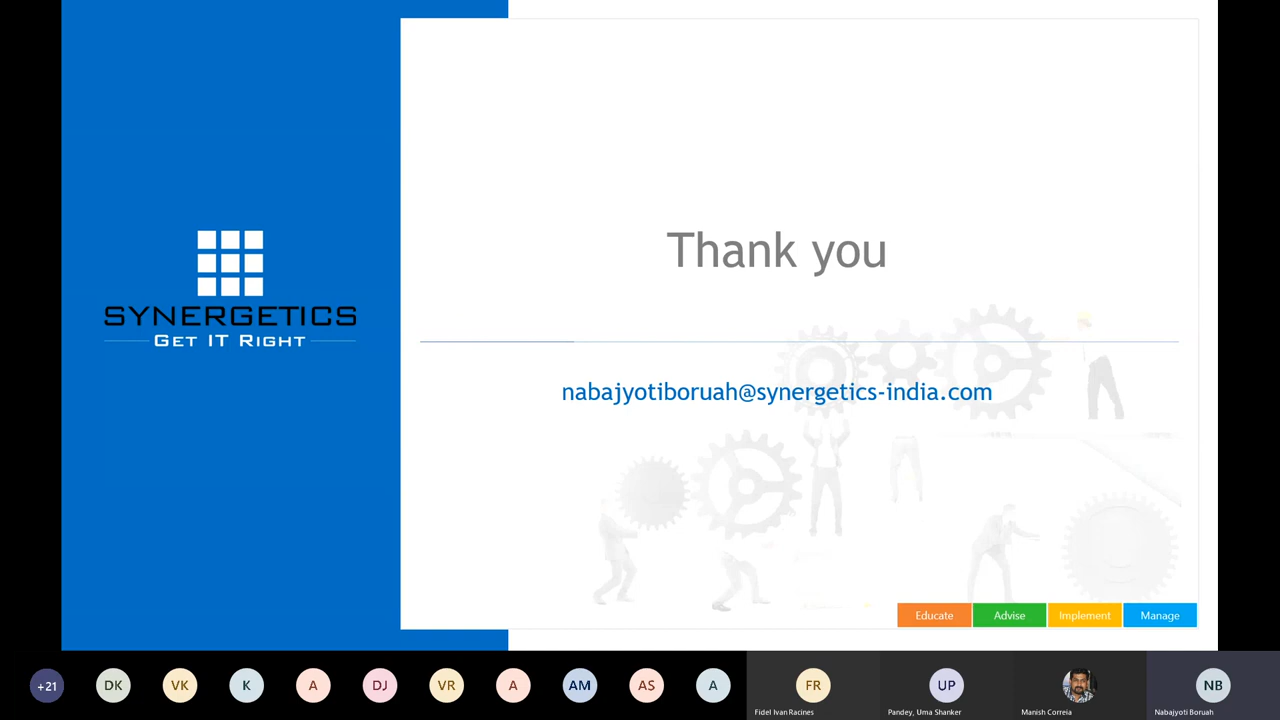 SYNERGETICS
GET IT RIGHT
Thank you
nabajyotiboruah@synergetics-india.com
Educate
Advise
Implement
Manage
+21
DK
VK
K
A
DJ
VR
A
AM
AS
A
FR
UP
NB
Fidel Ivan Racines
Pandey, Uma Shanker
Manish Correia
Nabajyoti Boruah